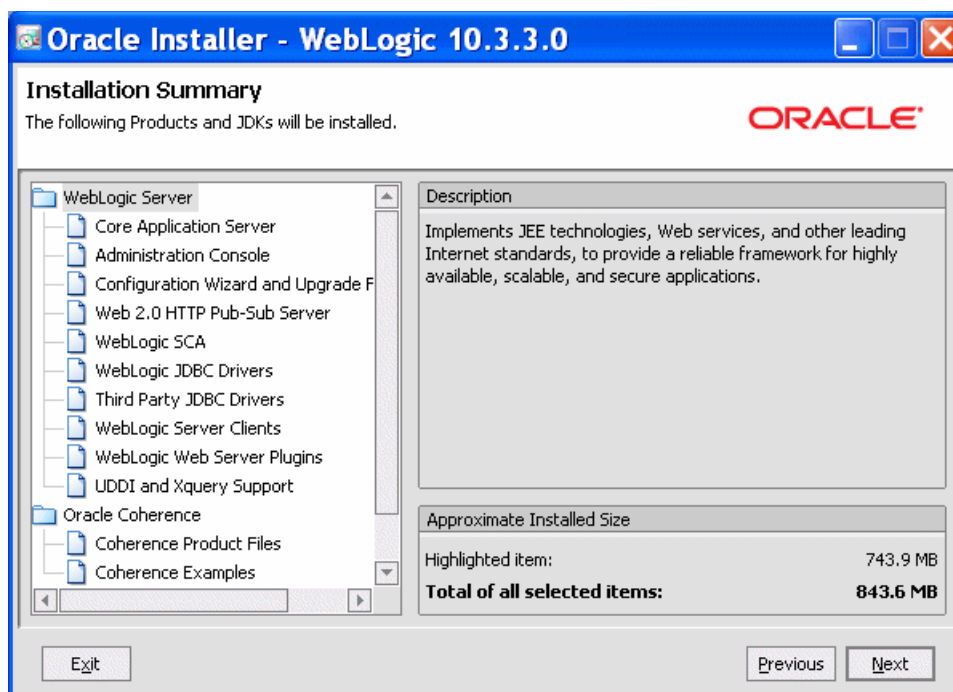 Oracle Installer - WebLogic 10.3.3.0
Installation Summary
The following Products and JDKs will be installed.
ORACLE
WebLogic Server
Core Application Server
Administration Console
Configuration Wizard and Upgrade F
Web 2.0 HTTP Pub-Sub Server
WebLogic SCA
WebLogic JDBC Drivers
Third Party JDBC Drivers
WebLogic Server Clients
WebLogic Web Server Plugins
UDDI and Xquery Support
Oracle Coherence
Coherence Product Files
Coherence Examples
Description
Implements JEE technologies, Web services, and other leading
Internet standards, to provide a reliable framework for highly
available, scalable, and secure applications.
Approximate Installed Size
Highlighted item: 743.9 MB
Total of all selected items: 843.6 MB
Exit
Previous
Next